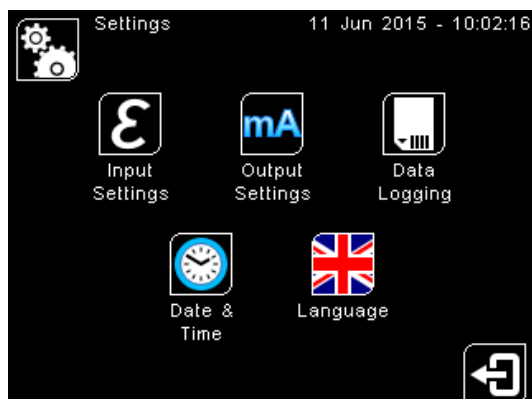 Settings 11 Jun 2015 - 10:02:16
ε mA
Input Output Data
Settings Settings Logging
Date & Language
Time